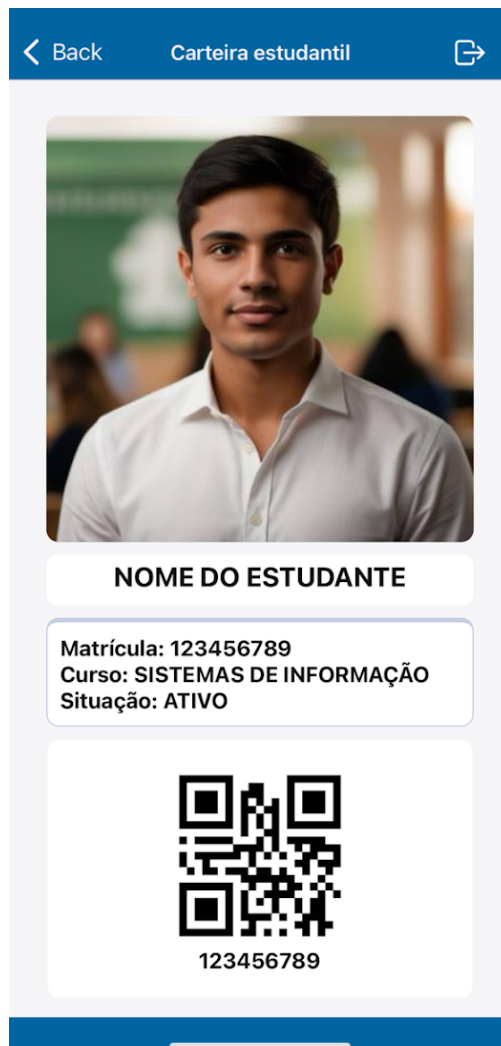 Back
Carteira estudantil
NOME DO ESTUDANTE
Matrícula: 123456789
Curso: SISTEMAS DE INFORMAÇÃO
Situação: ATIVO
123456789